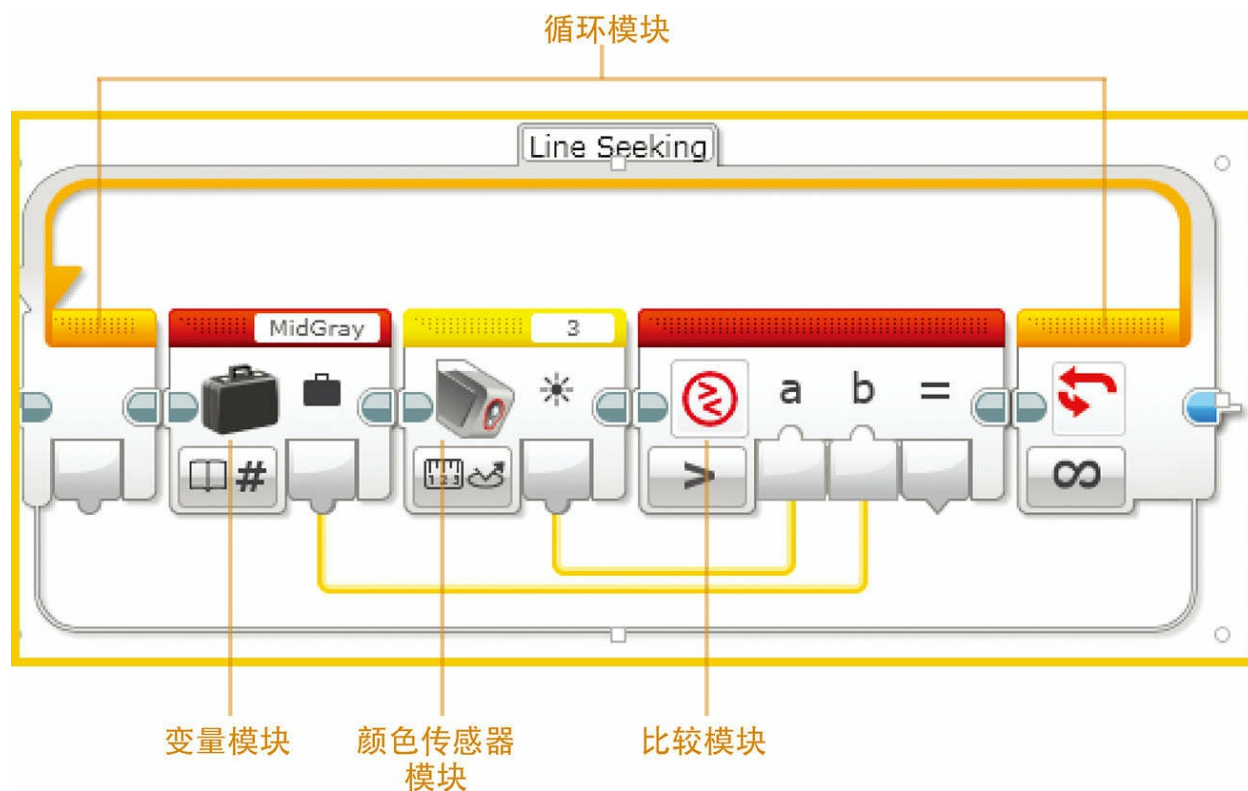 循环模块
Line Seeking
MidGray
3
a b =
#
123
>
∞
变量模块
颜色传感器
模块
比较模块